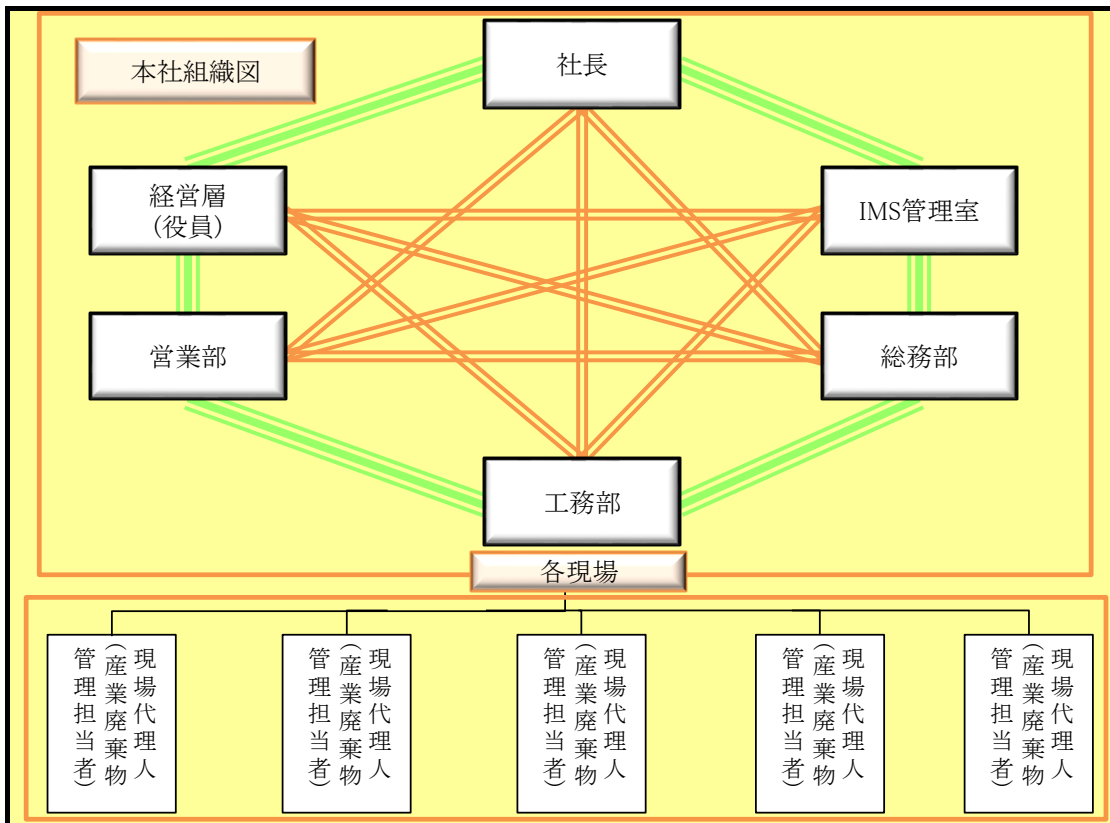 本社組織図
社長
経営層
(役員)
IMS管理室
営業部
総務部
工務部
各現場
現場代理人
(産業廃棄物
管理担当者)
現場代理人
(産業廃棄物
管理担当者)
現場代理人
(産業廃棄物
管理担当者)
現場代理人
(産業廃棄物
管理担当者)
現場代理人
(産業廃棄物
管理担当者)